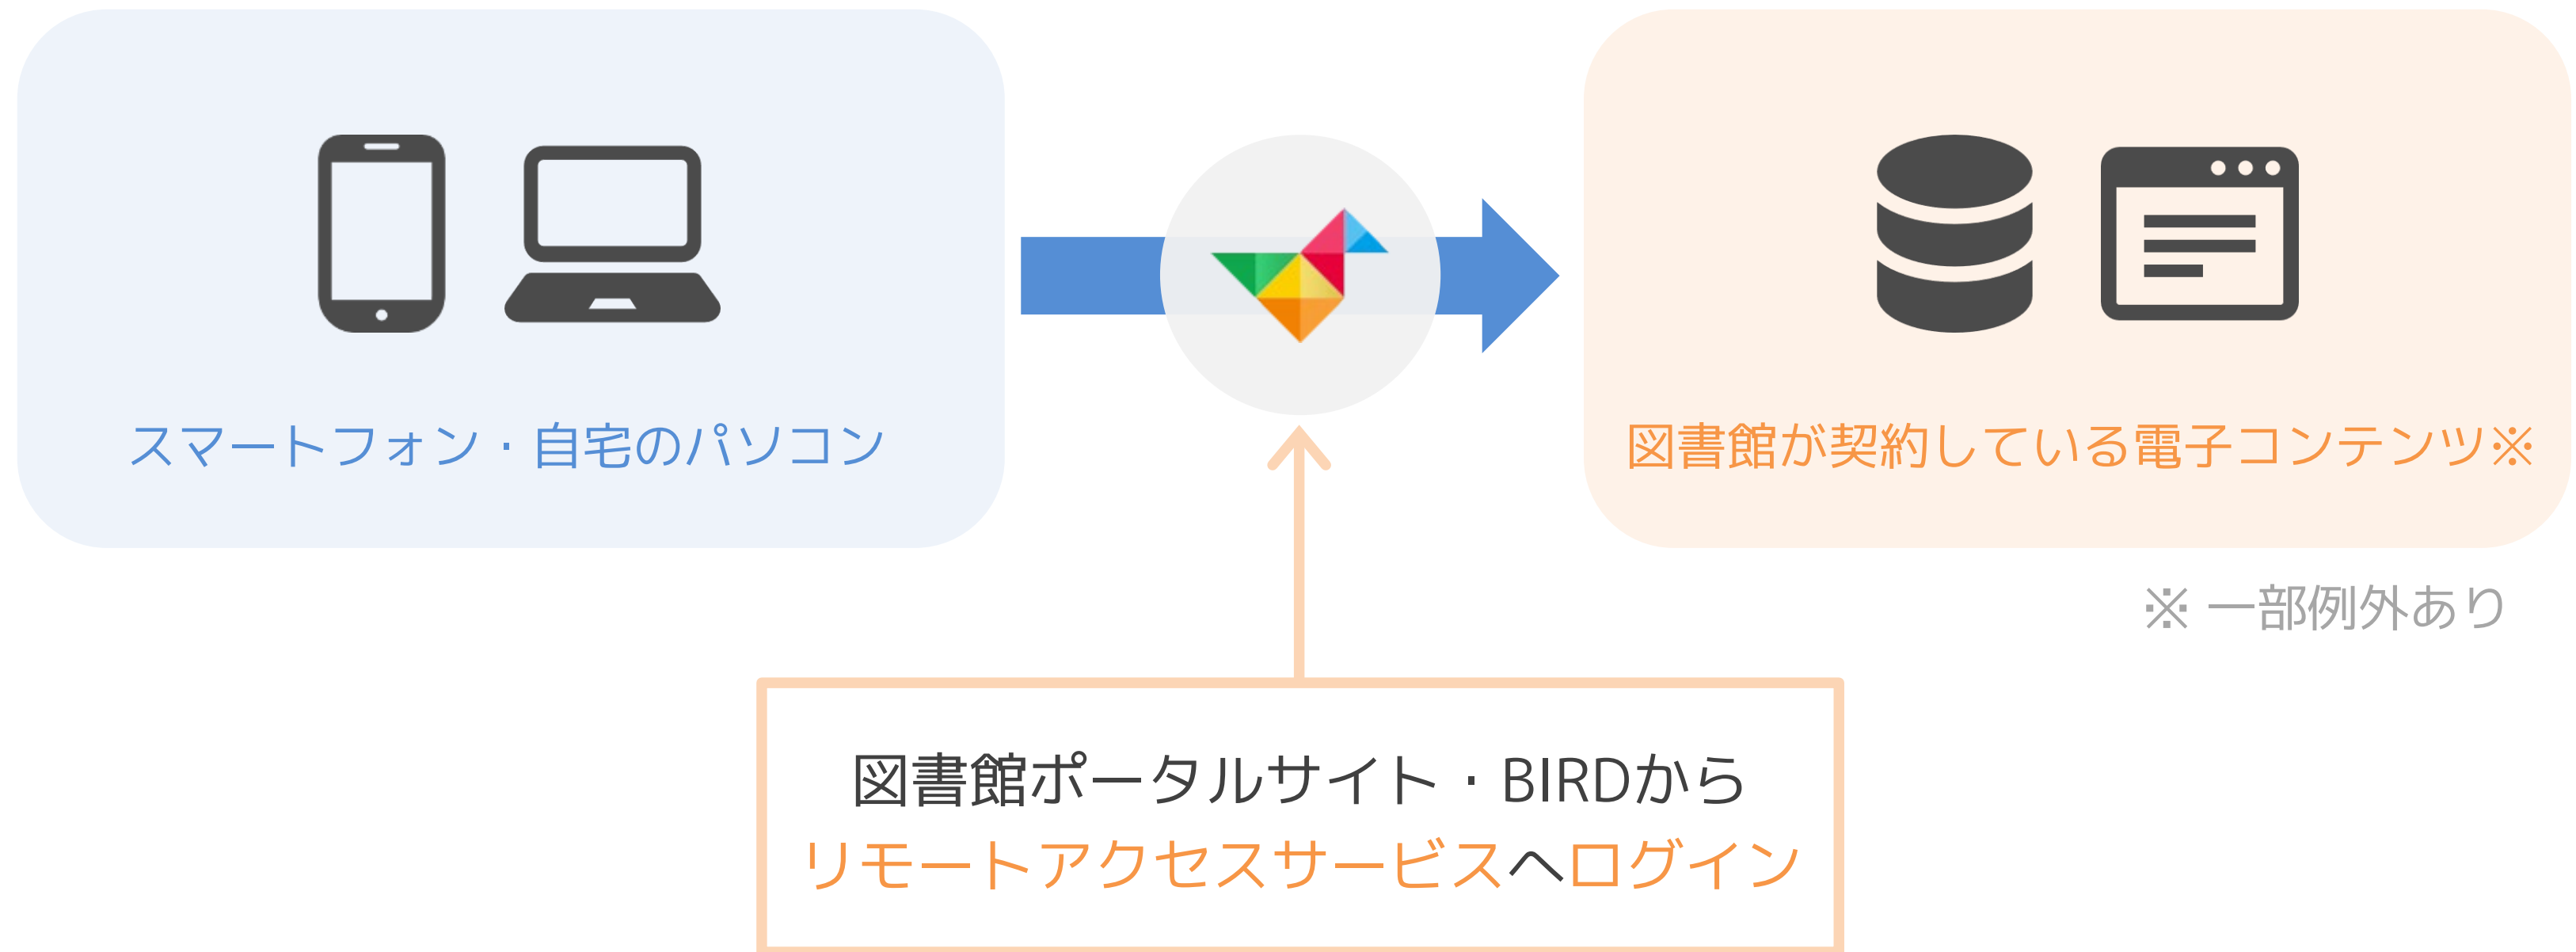 スマートフォン・自宅のパソコン
図書館が契約している電子コンテンツ※
※ 一部例外あり
図書館ポータルサイト・BIRDから
リモートアクセスサービスへログイン